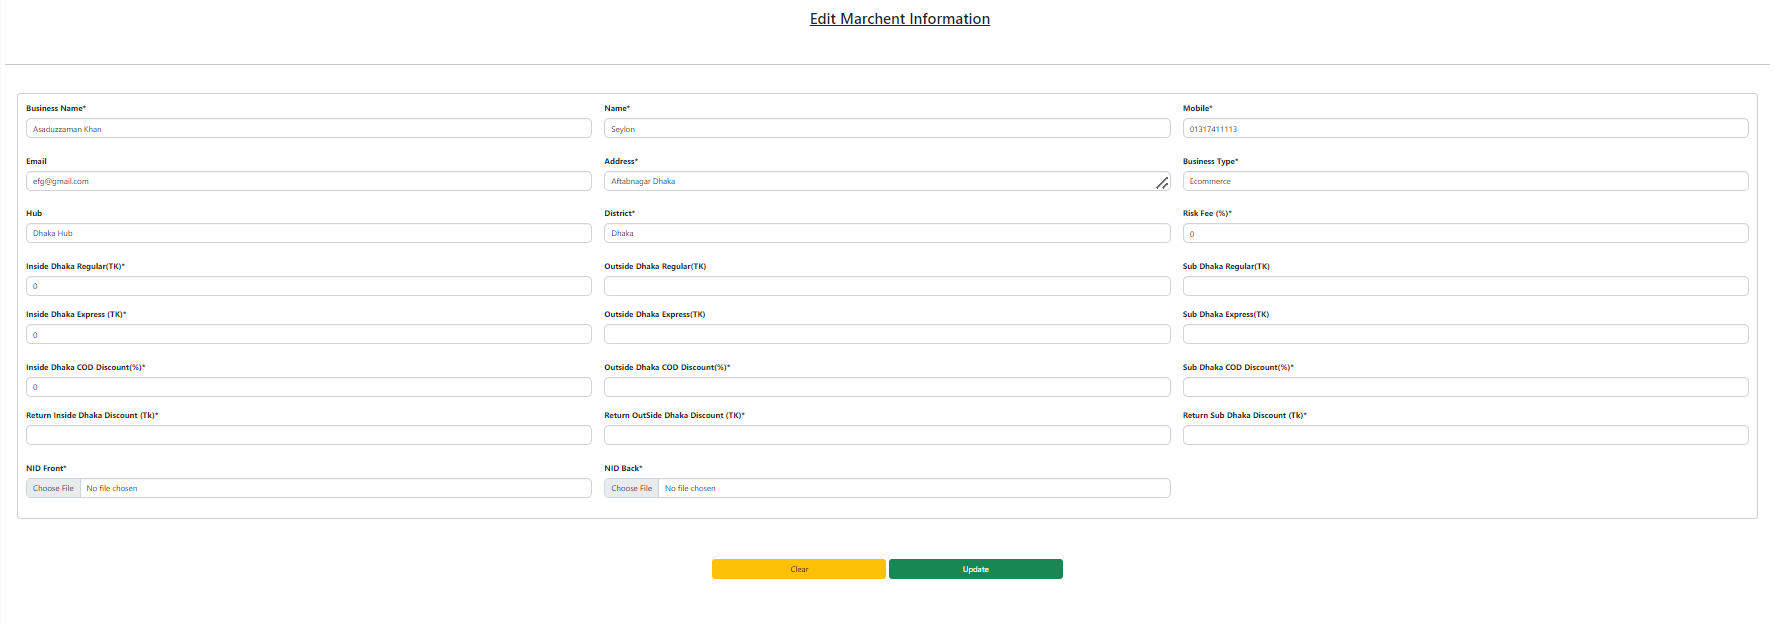 Edit Marchent Information
Business Name* Name* Mobile*
Asaduzzaman Khan Seylon 01317411113
Email Address* Business Type*
efg@gmail.com Aftabnagar Dhaka Ecommerce
Hub District* Risk Fee (%)*
Dhaka Hub Dhaka 0
Inside Dhaka Regular(TK)* Outside Dhaka Regular(TK) Sub Dhaka Regular(TK)
0
Inside Dhaka Express (TK)* Outside Dhaka Express(TK) Sub Dhaka Express(TK)
0
Inside Dhaka COD Discount(%)* Outside Dhaka COD Discount(%)* Sub Dhaka COD Discount(%)*
0
Return Inside Dhaka Discount (Tk)* Return OutSide Dhaka Discount (TK)* Return Sub Dhaka Discount (Tk)*
NID Front* NID Back*
Choose File No file chosen Choose File No file chosen
Clear Update